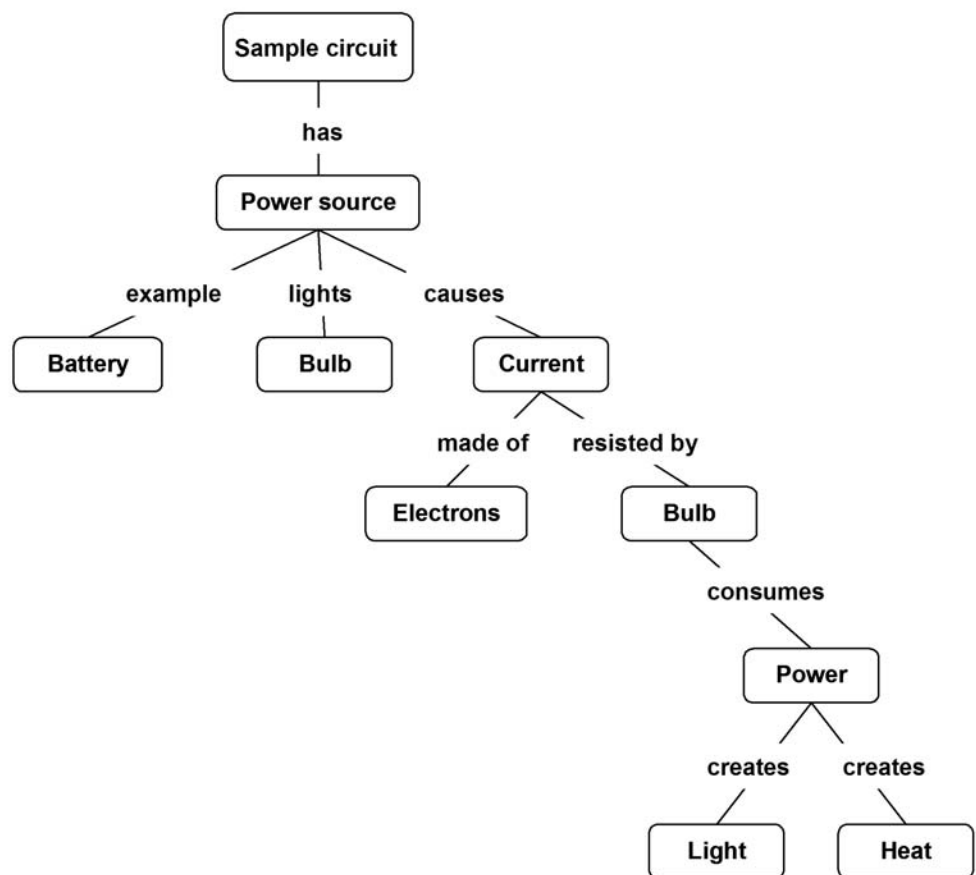 Sample circuit
has
Power source
example lights causes
Battery Bulb Current
made of resisted by
Electrons Bulb
consumes
Power
creates creates
Light Heat